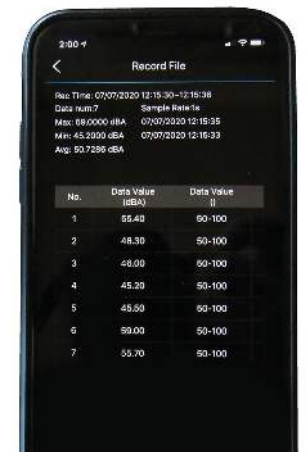 2:00
Record File
Rec Time: 07/07/2020 12:15:30~12:15:36
Data num:7 Sample Rate:1s
Max: 69.0000 dBA 07/07/2020 12:15:35
Min: 45.2000 dBA 07/07/2020 12:15:33
Avg: 50.7286 dBA
No. Data Value (dBA) Data Value ()
1 55.40 50-100
2 46.30 50-100
3 48.00 50-100
4 45.20 50-100
5 45.50 50-100
6 59.00 50-100
7 55.70 50-100